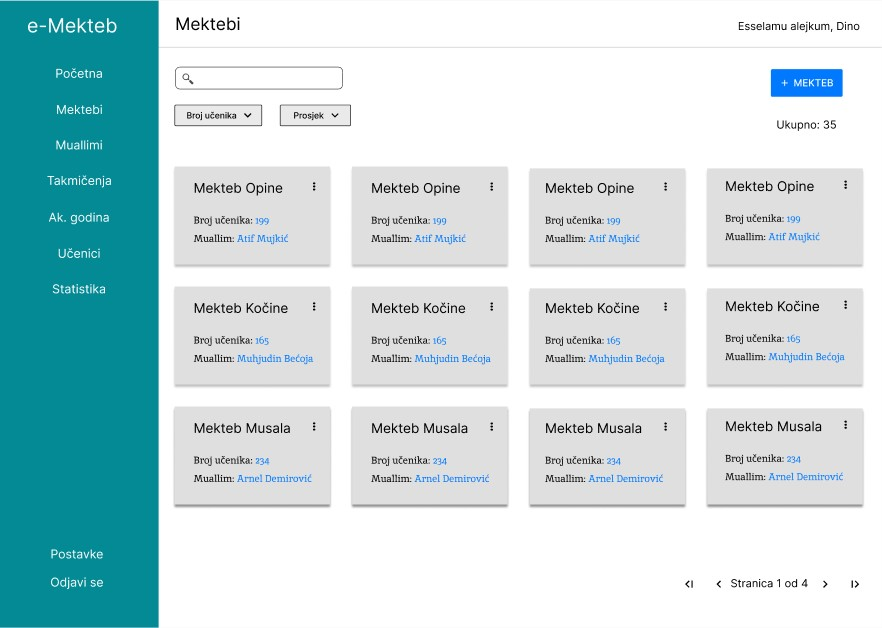 e-Mekteb
Početna
Mektebi
Muallimi
Takmičenja
Ak. godina
Učenici
Statistika
Postavke
Odjavi se
Mektebi
Esselamu alejkum, Dino
+ MEKTEB
Broj učenika
Prosjek
Ukupno: 35
Mekteb Opine
Broj učenika: 199
Muallim: Atif Mujkić
Mekteb Opine
Broj učenika: 199
Muallim: Atif Mujkić
Mekteb Opine
Broj učenika: 199
Muallim: Atif Mujkić
Mekteb Opine
Broj učenika: 199
Muallim: Atif Mujkić
Mekteb Kočine
Broj učenika: 165
Muallim: Muhjudin Bećoja
Mekteb Kočine
Broj učenika: 165
Muallim: Muhjudin Bećoja
Mekteb Kočine
Broj učenika: 165
Muallim: Muhjudin Bećoja
Mekteb Kočine
Broj učenika: 165
Muallim: Muhjudin Bećoja
Mekteb Musala
Broj učenika: 234
Muallim: Arnel Demirović
Mekteb Musala
Broj učenika: 234
Muallim: Arnel Demirović
Mekteb Musala
Broj učenika: 234
Muallim: Arnel Demirović
Mekteb Musala
Broj učenika: 234
Muallim: Arnel Demirović
Stranica 1 od 4